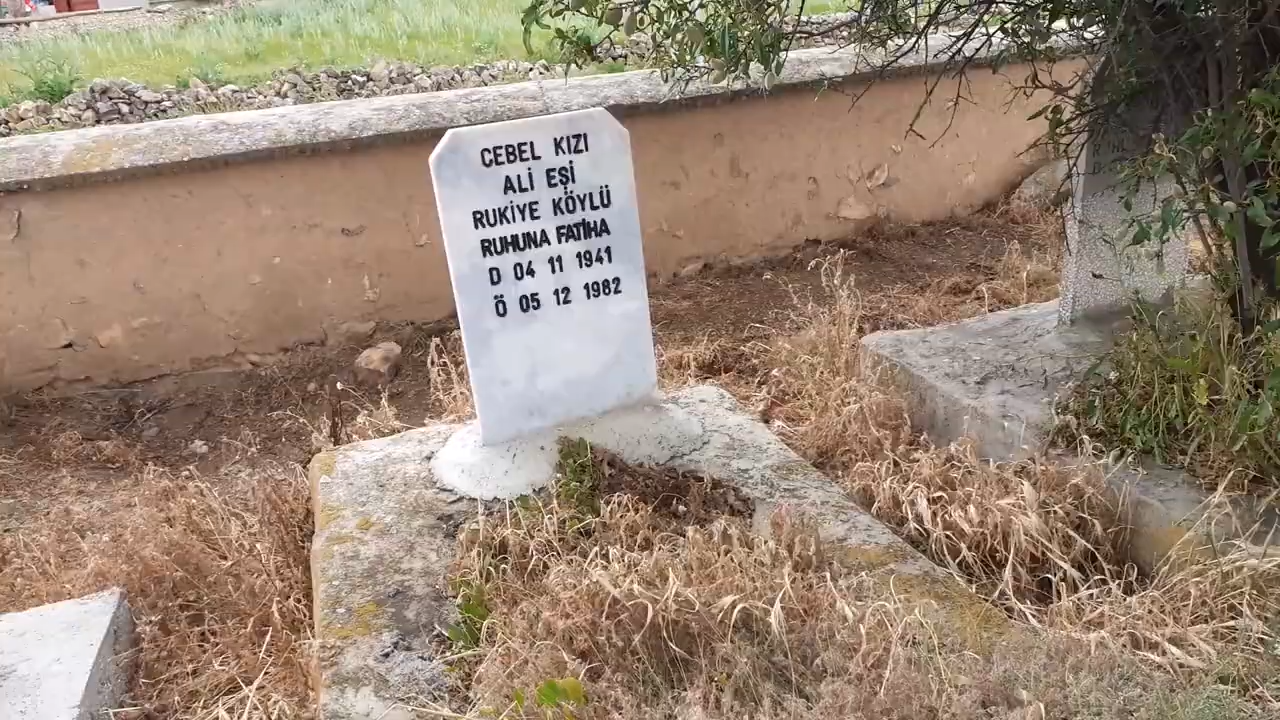 CEBEL KIZI
ALİ EŞİ
RUKİYE KÖYLÜ
RUHUNA FATİHA
D 04 11 1941
Ö 05 12 1982